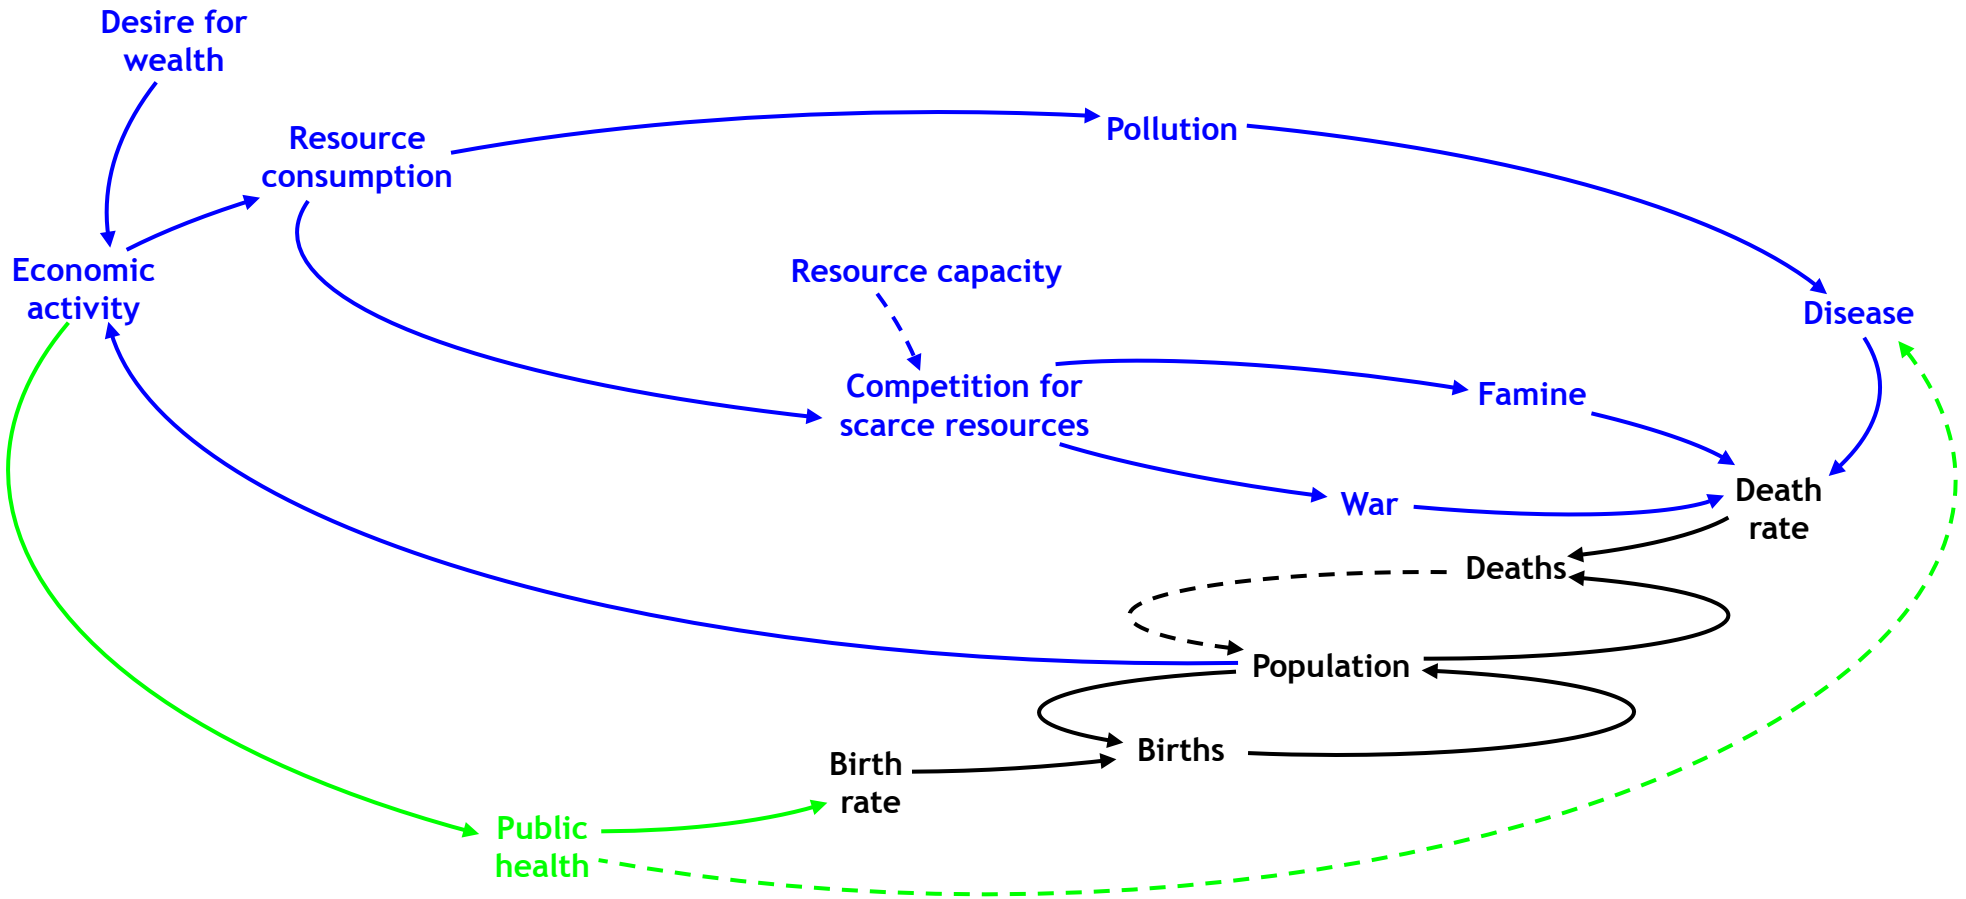 Desire for
wealth
Resource
consumption
Pollution
Economic
activity
Resource capacity
Disease
Competition for
scarce resources
Famine
War
Death
rate
Deaths
Population
Births
Birth
rate
Public
health